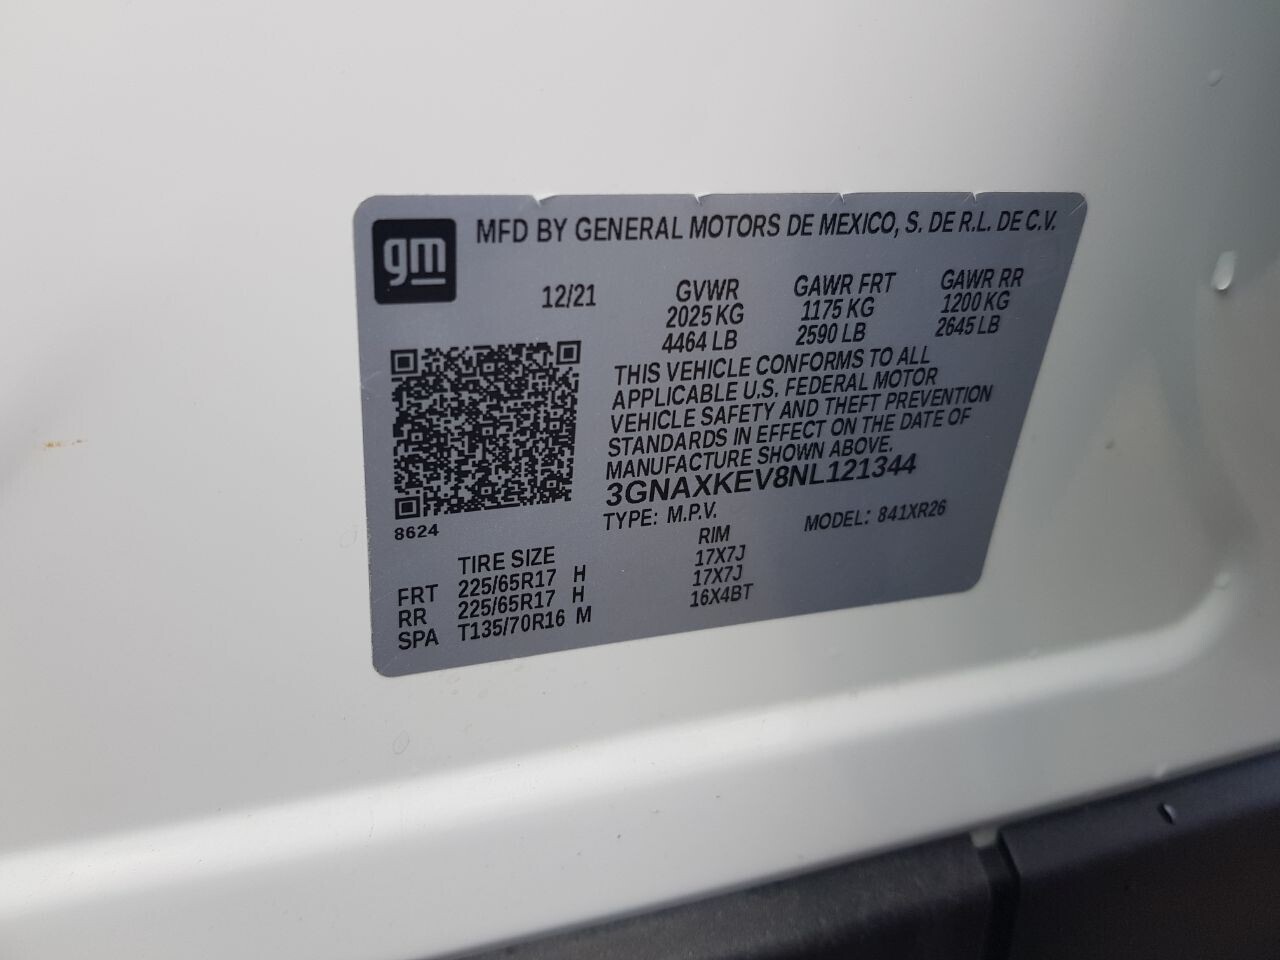 gm
MFD BY GENERAL MOTORS DE MEXICO, S. DE R.L. DE C.V.
12/21 GVWR GAWR FRT GAWR RR
2025 KG 1175 KG 1200 KG
4464 LB 2590 LB 2645 LB
THIS VEHICLE CONFORMS TO ALL
APPLICABLE U.S. FEDERAL MOTOR
VEHICLE SAFETY AND THEFT PREVENTION
STANDARDS IN EFFECT ON THE DATE OF
MANUFACTURE SHOWN ABOVE.
3GNAXKEV8NL121344
TYPE: M.P.V. MODEL: 841XR26
8624
TIRE SIZE RIM
FRT 225/65R17 H 17X7J
RR 225/65R17 H 17X7J
SPA T135/70R16 M 16X4BT